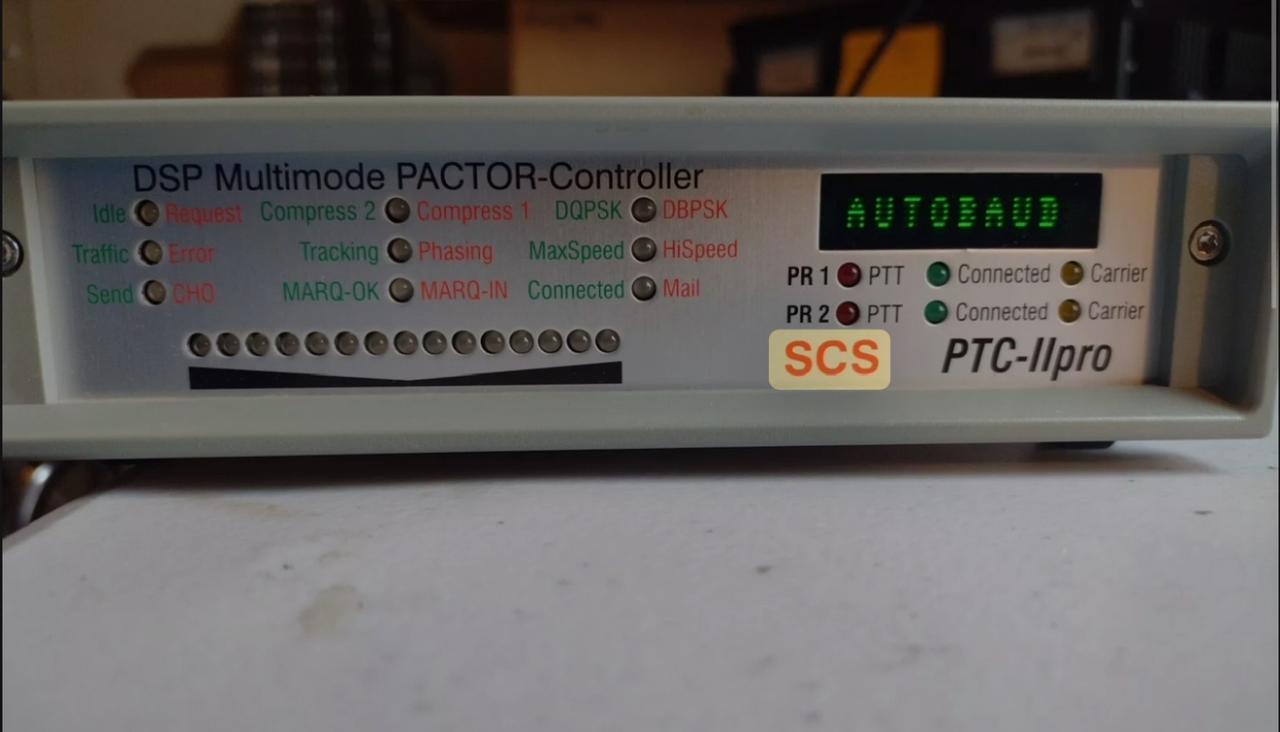 DSP Multimode PACTOR-Controller
Idle Request Compress 2 Compress 1 DQPSK DBPSK
Traffic Error Tracking Phasing MaxSpeed HiSpeed
Send CHO MARQ-OK MARQ-IN Connected Mail
AUTOBAUD
PR 1 PTT Connected Carrier
PR 2 PTT Connected Carrier
SCS PTC-IIpro